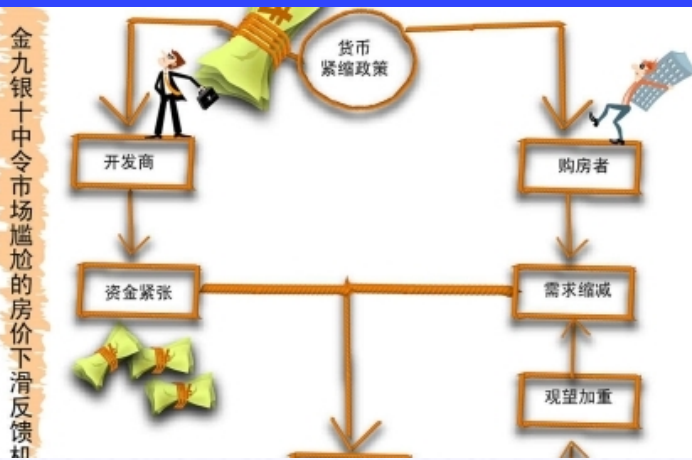 金九银十中令市场尴尬的房价下滑反馈机
货币
紧缩政策
开发商
购房者
资金紧张
需求缩减
观望加重